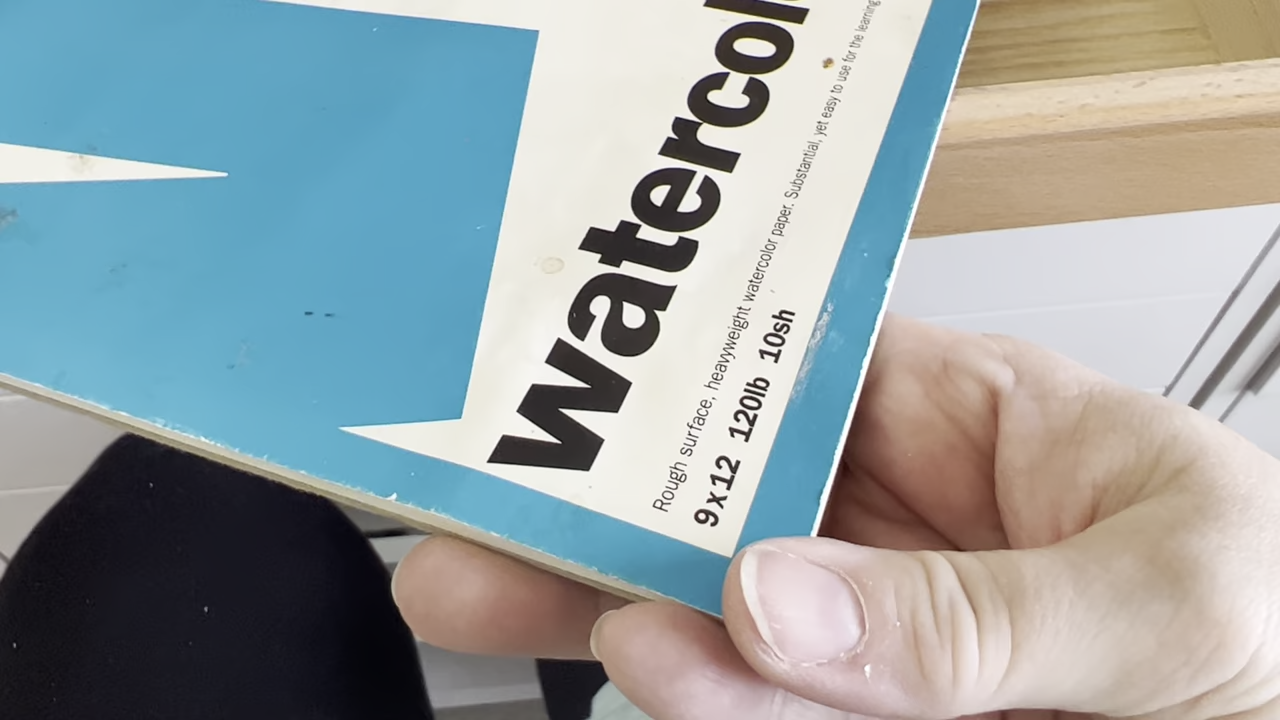 Watercol
Rough surface, heavyweight watercolor paper. Substantial, yet easy to use for the learning
9x12 120lb 10sh